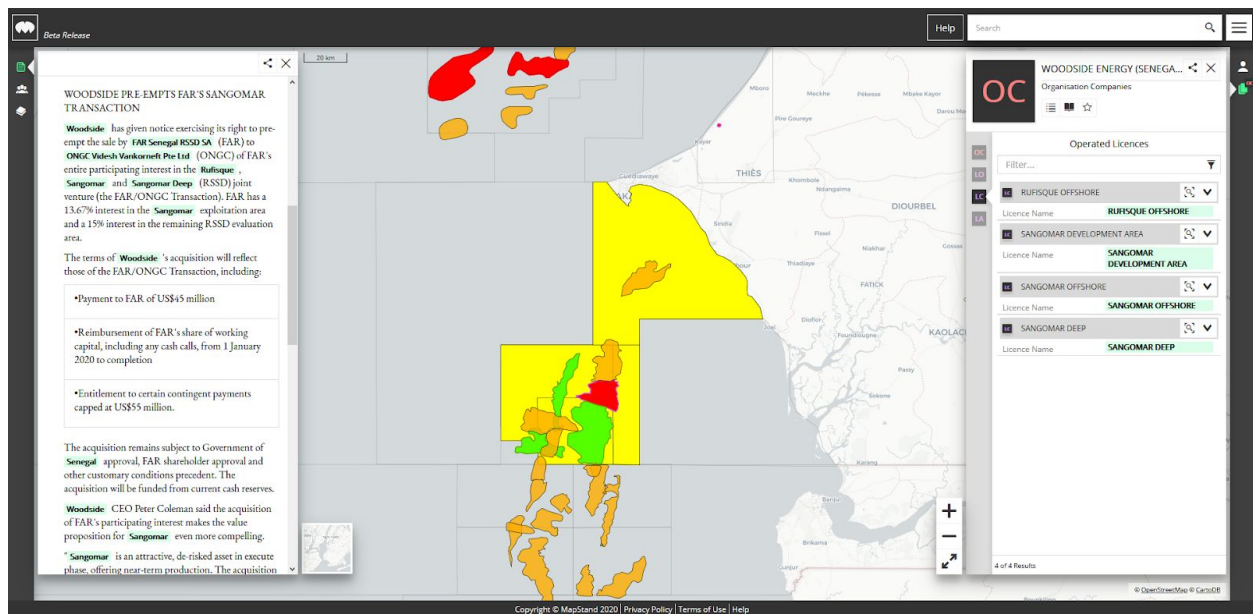 Beta Release
Help
Search
WOODSIDE PRE-EMPTS FAR'S SANGOMAR
TRANSACTION
Woodside has given notice exercising its right to pre-
empt the sale by FAR Senegal RSSD SA (FAR) to
ONGC Videsh Vankorneft Pte Ltd (ONGC) of FAR's
entire participating interest in the Rufisque ,
Sangomar and Sangomar Deep (RSSD) joint
venture (the FAR/ONGC Transaction). FAR has a
13.67% interest in the Sangomar exploitation area
and a 15% interest in the remaining RSSD evaluation
area.
The terms of Woodside 's acquisition will reflect
those of the FAR/ONGC Transaction, including:
•Payment to FAR of US$45 million
•Reimbursement of FAR's share of working
capital, including any cash calls, from 1 January
2020 to completion
•Entitlement to certain contingent payments
capped at US$55 million.
The acquisition remains subject to Government of
Senegal approval, FAR shareholder approval and
other customary conditions precedent. The
acquisition will be funded from current cash reserves.
Woodside CEO Peter Coleman said the acquisition
of FAR's participating interest makes the value
proposition for Sangomar even more compelling.
" Sangomar is an attractive, de-risked asset in execute
phase, offering near-term production. The acquisition
20 km
Mboro
Meckhe
Pékesse
Mbake Kayor
Darou
Fire Goureye
Kayar
Guediawaye
THIÈS
Khombole
Ndangalma
DIOURBEL
Sindia
Fissel
Gossas
Niakhar
Thiadiaye
FATICK
Diofior
Foundiougne
Joal
KAOLAC
Passy
Sokone
Karang
Banjul
Brikama
WOODSIDE ENERGY (SENEGA...
OC
Organisation Companies
Operated Licences
OC
LO
LC
LA
Filter...
LC RUFISQUE OFFSHORE
Licence Name RUFISQUE OFFSHORE
LC SANGOMAR DEVELOPMENT AREA
Licence Name SANGOMAR
DEVELOPMENT AREA
LC SANGOMAR OFFSHORE
Licence Name SANGOMAR OFFSHORE
LC SANGOMAR DEEP
Licence Name SANGOMAR DEEP
4 of 4 Results
© OpenStreetMap © CartoDB
Copyright © MapStand 2020 | Privacy Policy | Terms of Use | Help